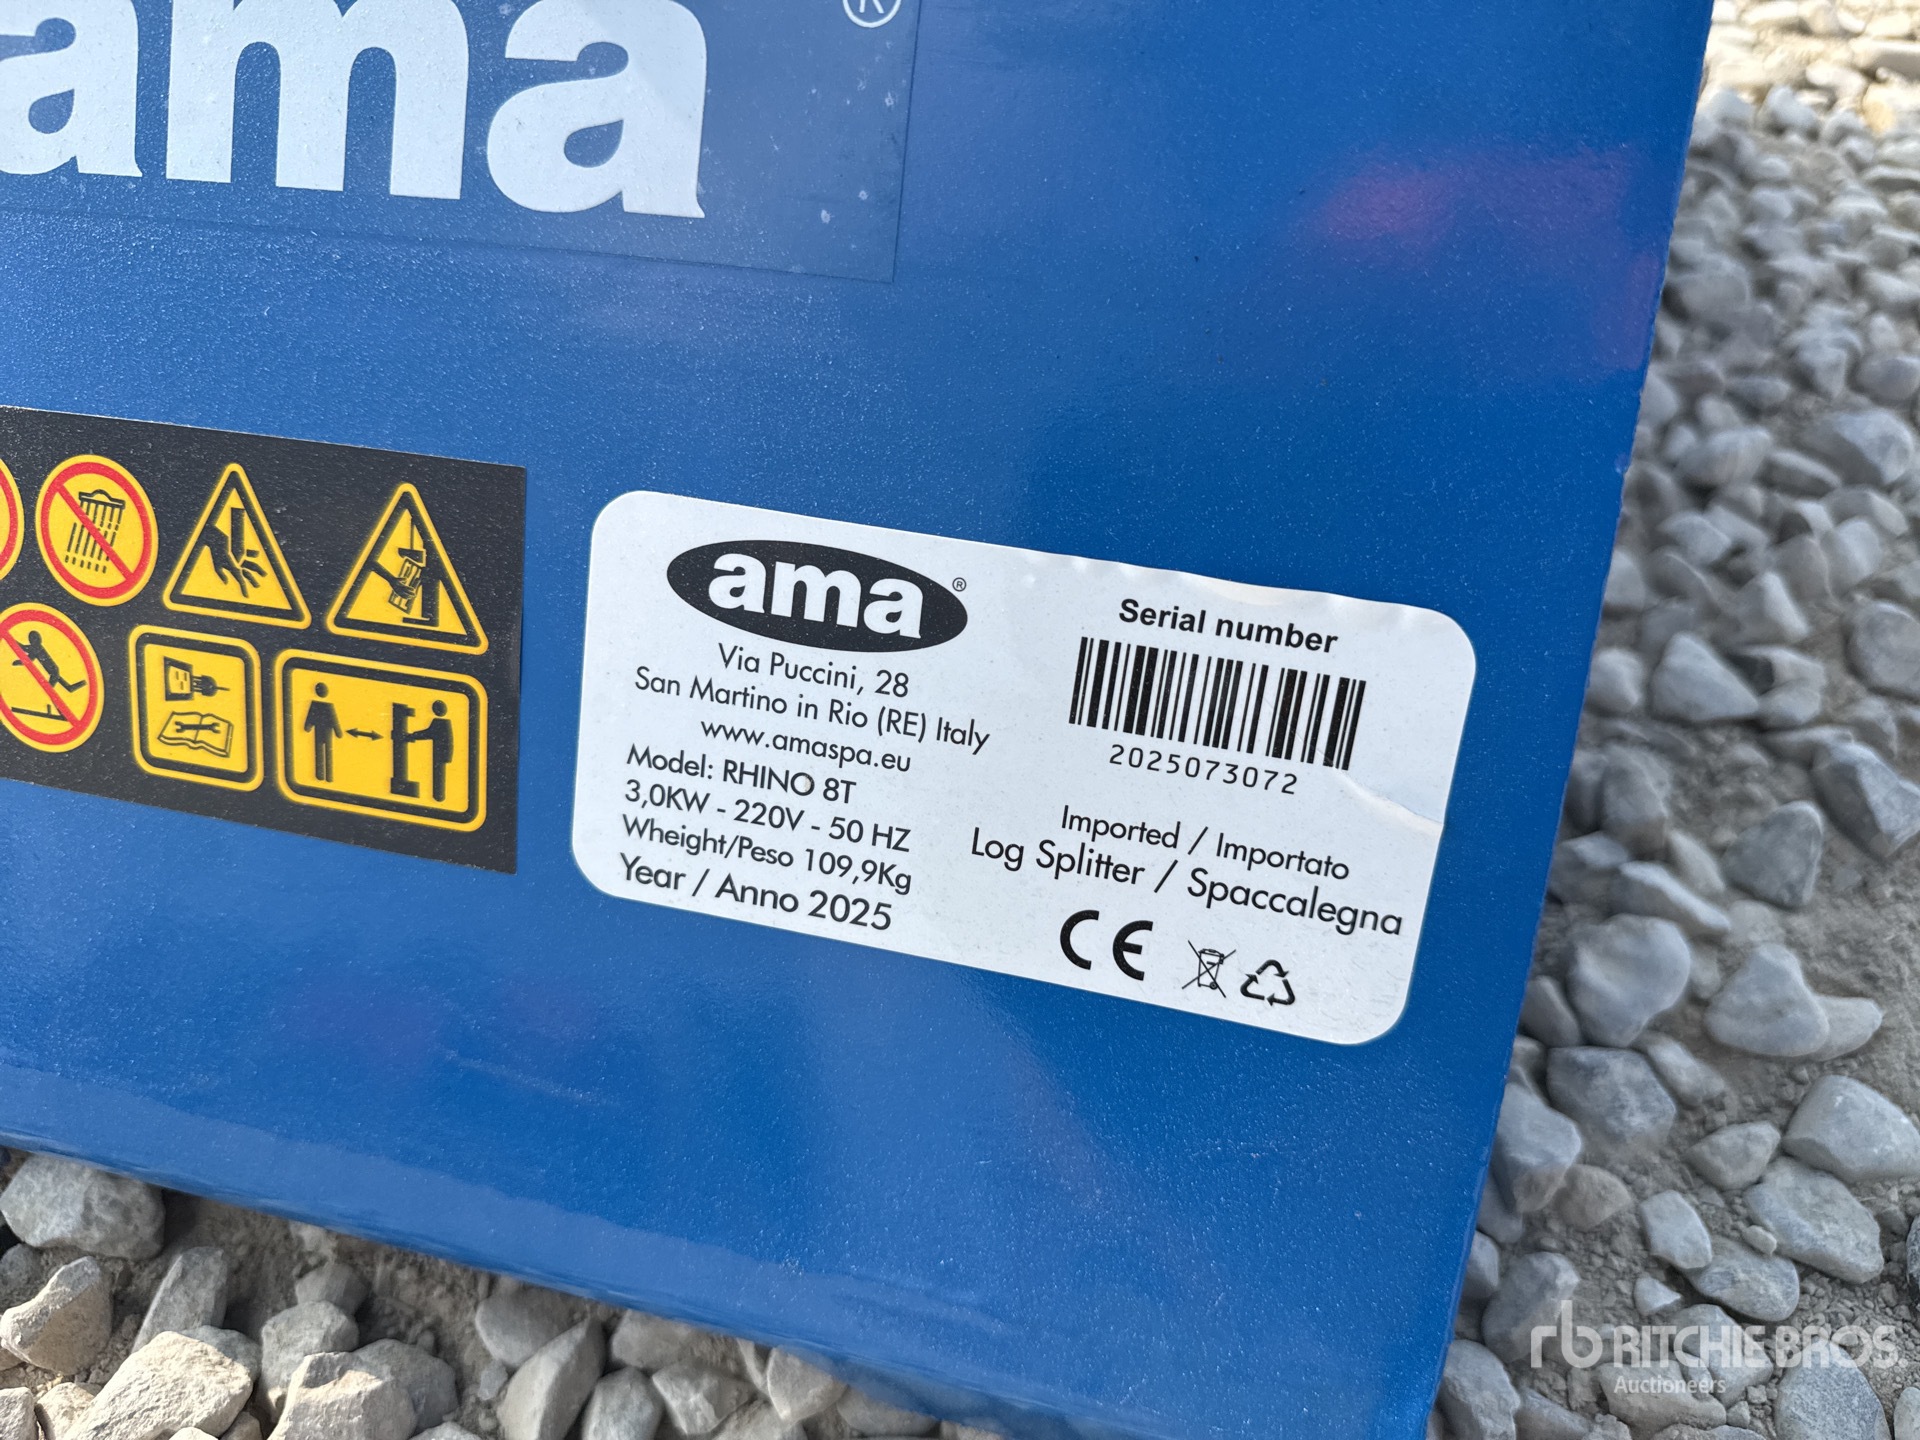 ama ®
ama ®
Via Puccini, 28
San Martino in Rio (RE) Italy
www.amaspa.eu
Model: RHINO 8T
3,0KW - 220V - 50 HZ
Wheight/Peso 109,9Kg
Year / Anno 2025
Serial number
2025073072
Imported / Importato
Log Splitter / Spaccalegna
CE
rb RITCHIE BROS.
Auctioneers